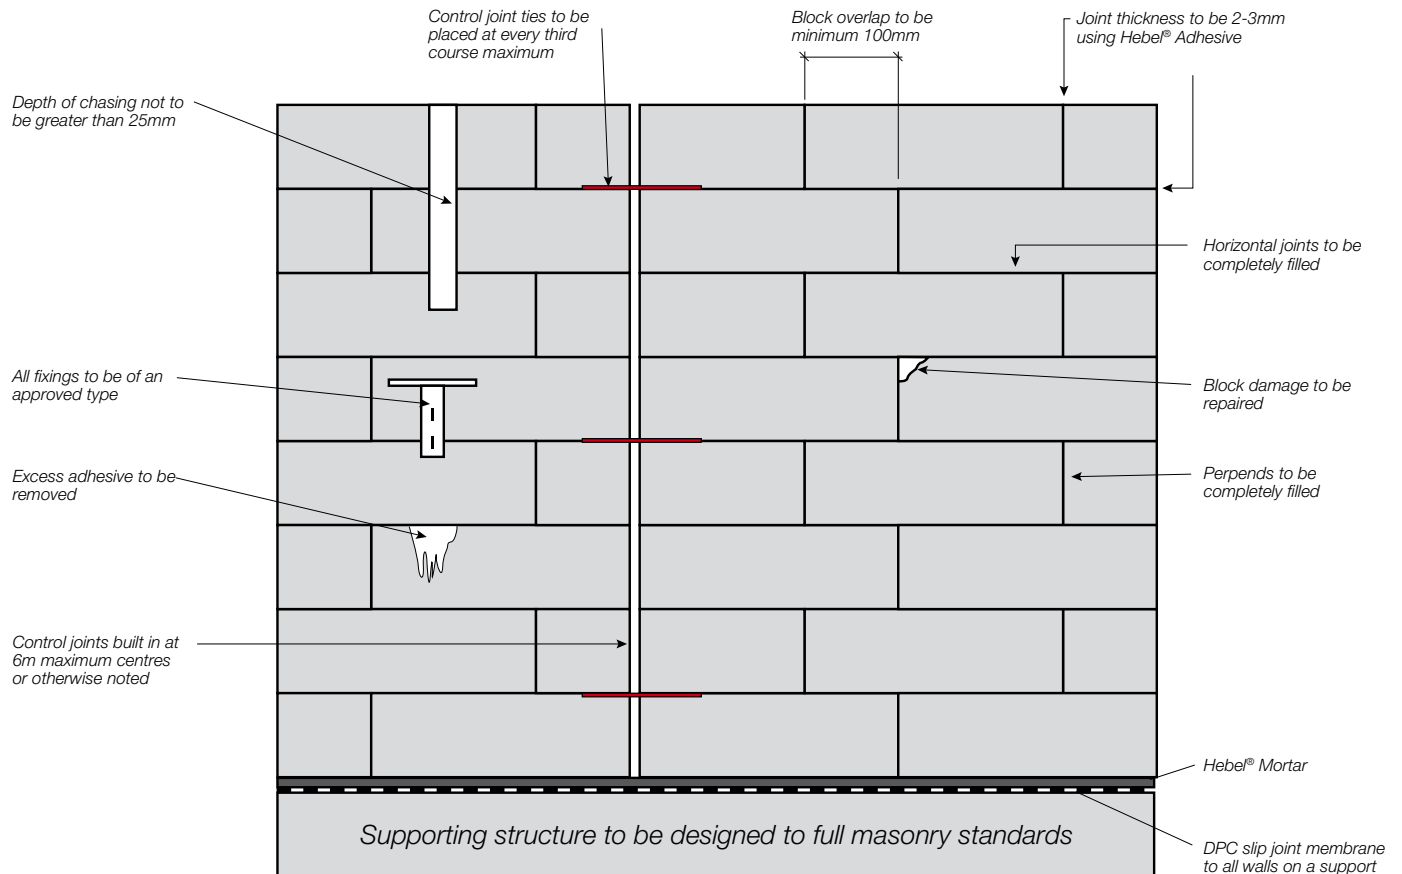 Control joint ties to be
placed at every third
course maximum
Block overlap to be
minimum 100mm
Joint thickness to be 2-3mm
using Hebel® Adhesive
Depth of chasing not to
be greater than 25mm
Horizontal joints to be
completely filled
All fixings to be of an
approved type
Block damage to be
repaired
Excess adhesive to be
removed
Perpends to be
completely filled
Control joints built in at
6m maximum centres
or otherwise noted
Hebel® Mortar
Supporting structure to be designed to full masonry standards
DPC slip joint membrane
to all walls on a support